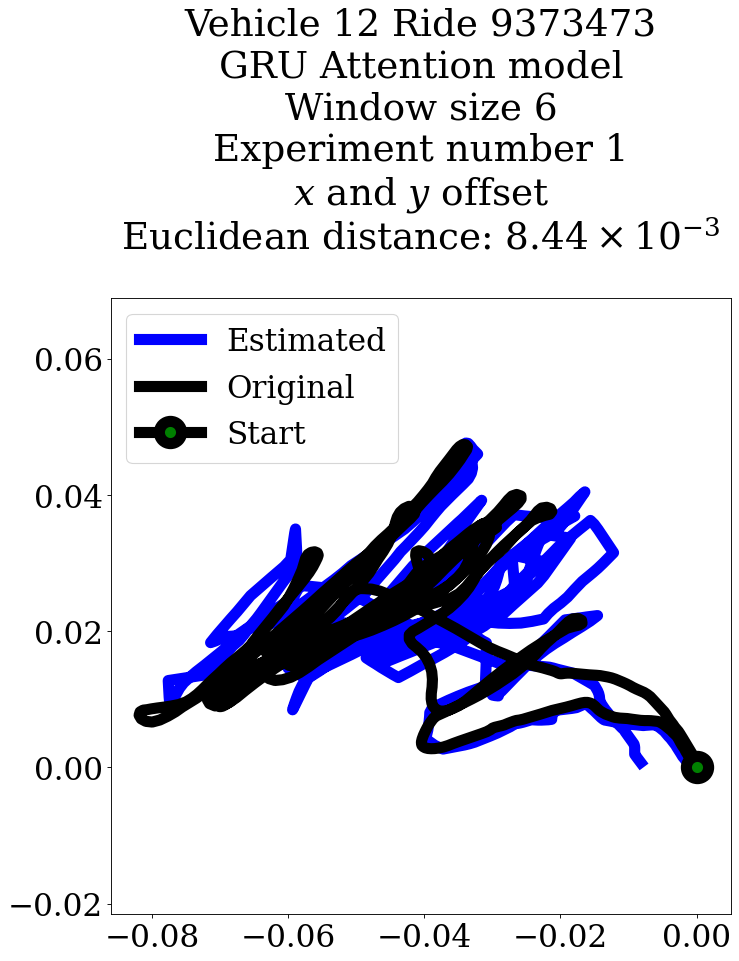 Vehicle 12 Ride 9373473
GRU Attention model
Window size 6
Experiment number 1
x and y offset
Euclidean distance: 8.44 × 10⁻³
Estimated
Original
Start
0.06
0.04
0.02
0.00
−0.02
−0.08 −0.06 −0.04 −0.02 0.00